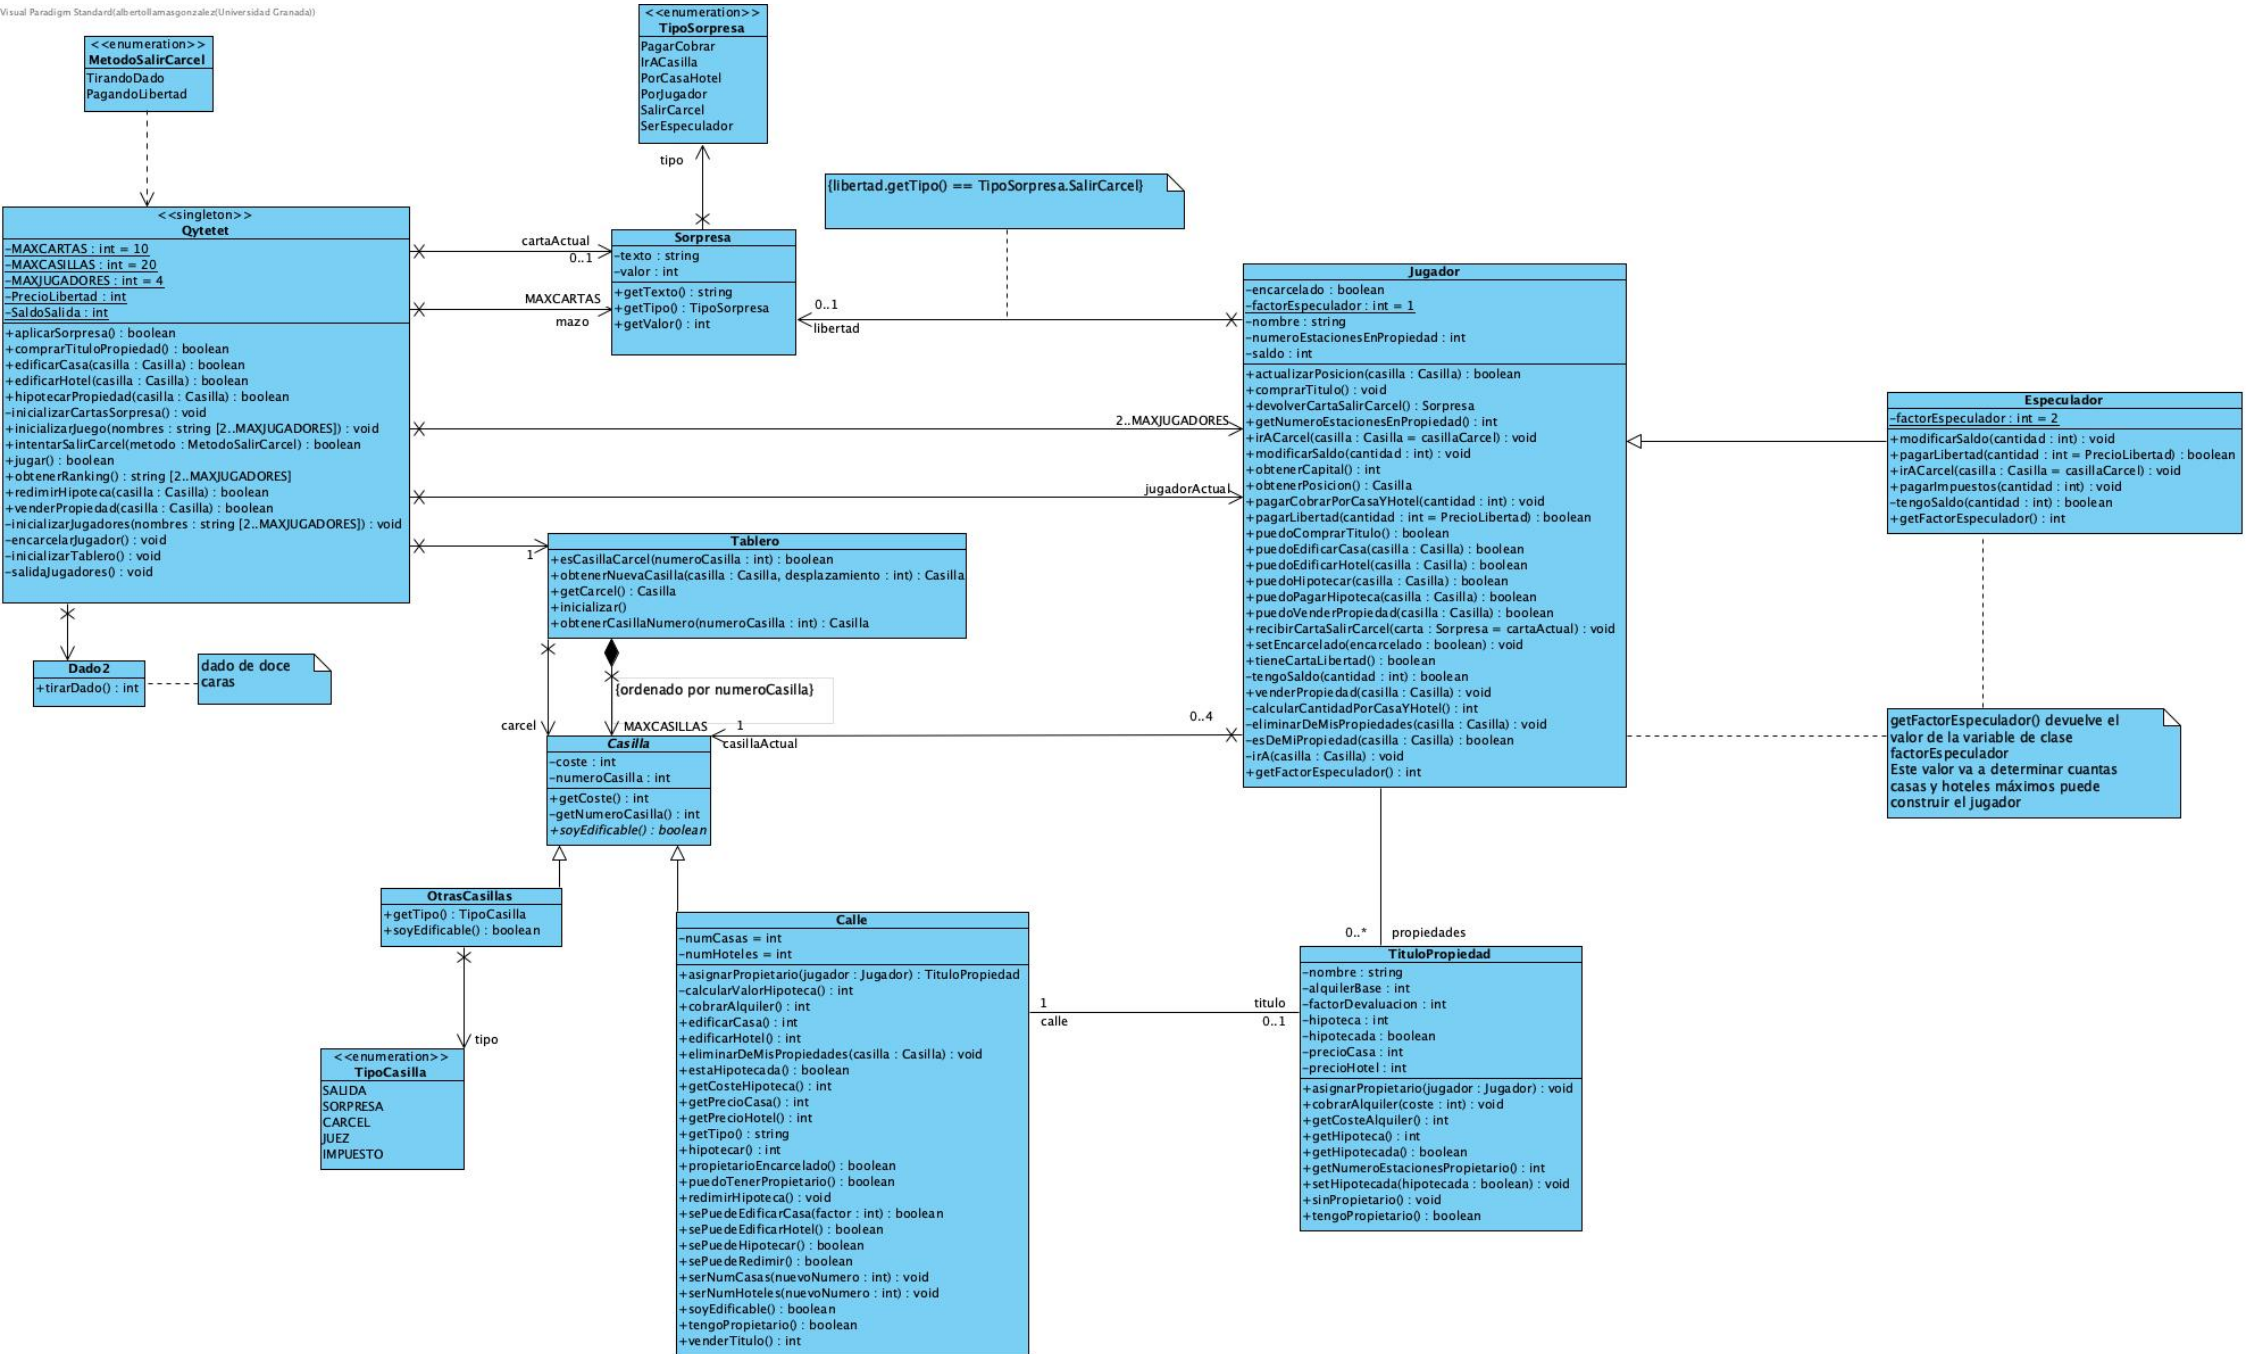 Visual Paradigm Standard(albertollamasgonzalez(Universidad Granada))
<<enumeration>>
MetodoSalirCarcel
TirandoDado
PagandoLibertad
<<enumeration>>
TipoSorpresa
PagarCobrar
IrACasilla
PorCasaHotel
PorJugador
SalirCarcel
SerEspeculador
tipo
{libertad.getTipo() == TipoSorpresa.SalirCarcel}
<<singleton>>
Qytetet
-MAXCARTAS : int = 10
-MAXCASILLAS : int = 20
-MAXJUGADORES : int = 4
-PrecioLibertad : int
-SaldoSalida : int
+aplicarSorpresa() : boolean
+comprarTituloPropiedad() : boolean
+edificarCasa(casilla : Casilla) : boolean
+edificarHotel(casilla : Casilla) : boolean
+hipotecarPropiedad(casilla : Casilla) : boolean
-inicializarCartasSorpresa() : void
+inicializarJuego(nombres : string [2..MAXJUGADORES]) : void
+intentarSalirCarcel(metodo : MetodoSalirCarcel) : boolean
+jugar() : boolean
+obtenerRanking() : string [2..MAXJUGADORES]
+redimirHipoteca(casilla : Casilla) : boolean
+venderPropiedad(casilla : Casilla) : boolean
-inicializarJugadores(nombres : string [2..MAXJUGADORES]) : void
-encarcelarJugador() : void
-inicializarTablero() : void
-salidaJugadores() : void
cartaActual
0..1
MAXCARTAS
mazo
Sorpresa
-texto : string
-valor : int
+getTexto() : string
+getTipo() : TipoSorpresa
+getValor() : int
0..1
libertad
2..MAXJUGADORES
jugadorActual
1
Jugador
-encarcelado : boolean
-factorEspeculador : int = 1
-nombre : string
-numeroEstacionesEnPropiedad : int
-saldo : int
+actualizarPosicion(casilla : Casilla) : boolean
+comprarTitulo() : void
+devolverCartaSalirCarcel() : Sorpresa
+getNumeroEstacionesEnPropiedad() : int
+irACarcel(casilla : Casilla = casillaCarcel) : void
+modificarSaldo(cantidad : int) : void
+obtenerCapital() : int
+obtenerPosicion() : Casilla
+pagarCobrarPorCasaYHotel(cantidad : int) : void
+pagarLibertad(cantidad : int = PrecioLibertad) : boolean
+puedoComprarTitulo() : boolean
+puedoEdificarCasa(casilla : Casilla) : boolean
+puedoEdificarHotel(casilla : Casilla) : boolean
+puedoHipotecar(casilla : Casilla) : boolean
+puedoPagarHipoteca(casilla : Casilla) : boolean
+puedoVenderPropiedad(casilla : Casilla) : boolean
+recibirCartaSalirCarcel(carta : Sorpresa = cartaActual) : void
+setEncarcelado(encarcelado : boolean) : void
+tieneCartaLibertad() : boolean
-tengoSaldo(cantidad : int) : boolean
+venderPropiedad(casilla : Casilla) : void
-calcularCantidadPorCasaYHotel() : int
-eliminarDeMisPropiedades(casilla : Casilla) : void
-esDeMiPropiedad(casilla : Casilla) : boolean
-irA(casilla : Casilla) : void
+getFactorEspeculador() : int
Especulador
-factorEspeculador : int = 2
+modificarSaldo(cantidad : int) : void
+pagarLibertad(cantidad : int = PrecioLibertad) : boolean
+irACarcel(casilla : Casilla = casillaCarcel) : void
+pagarImpuestos(cantidad : int) : void
-tengoSaldo(cantidad : int) : boolean
+getFactorEspeculador() : int
Tablero
+esCasillaCarcel(numeroCasilla : int) : boolean
+obtenerNuevaCasilla(casilla : Casilla, desplazamiento : int) : Casilla
+getCarcel() : Casilla
+inicializar()
+obtenerCasillaNumero(numeroCasilla : int) : Casilla
Dado2
+tirarDado() : int
dado de doce
caras
{ordenado por numeroCasilla}
carcel
MAXCASILLAS
1
casillaActual
0..4
getFactorEspeculador() devuelve el
valor de la variable de clase
factorEspeculador
Este valor va a determinar cuantas
casas y hoteles máximos puede
construir el jugador
Casilla
-coste : int
-numeroCasilla : int
+getCoste() : int
-getNumeroCasilla() : int
+soyEdificable() : boolean
OtrasCasillas
+getTipo() : TipoCasilla
+soyEdificable() : boolean
tipo
<<enumeration>>
TipoCasilla
SALIDA
SORPRESA
CARCEL
JUEZ
IMPUESTO
Calle
-numCasas = int
-numHoteles = int
+asignarPropietario(jugador : Jugador) : TituloPropiedad
-calcularValorHipoteca() : int
+cobrarAlquiler() : int
+edificarCasa() : int
+edificarHotel() : int
+eliminarDeMisPropiedades(casilla : Casilla) : void
+estaHipotecada() : boolean
+getCosteHipoteca() : int
+getPrecioCasa() : int
+getPrecioHotel() : int
+getTipo() : string
+hipotecar() : int
+propietarioEncarcelado() : boolean
+puedoTenerPropietario() : boolean
+redimirHipoteca() : void
+sePuedeEdificarCasa(factor : int) : boolean
+sePuedeEdificarHotel() : boolean
+sePuedeHipotecar() : boolean
+sePuedeRedimir() : boolean
+serNumCasas(nuevoNumero : int) : void
+serNumHoteles(nuevoNumero : int) : void
+soyEdificable() : boolean
+tengoPropietario() : boolean
+venderTitulo() : int
1
calle
titulo
0..1
0..*
propiedades
TituloPropiedad
-nombre : string
-alquilerBase : int
-factorDevaluacion : int
-hipoteca : int
-hipotecada : boolean
-precioCasa : int
-precioHotel : int
+asignarPropietario(jugador : Jugador) : void
+cobrarAlquiler(coste : int) : void
+getCosteAlquiler() : int
+getHipoteca() : int
+getHipotecada() : boolean
+getNumeroEstacionesPropietario() : int
+setHipotecada(hipotecada : boolean) : void
+sinPropietario() : void
+tengoPropietario() : boolean